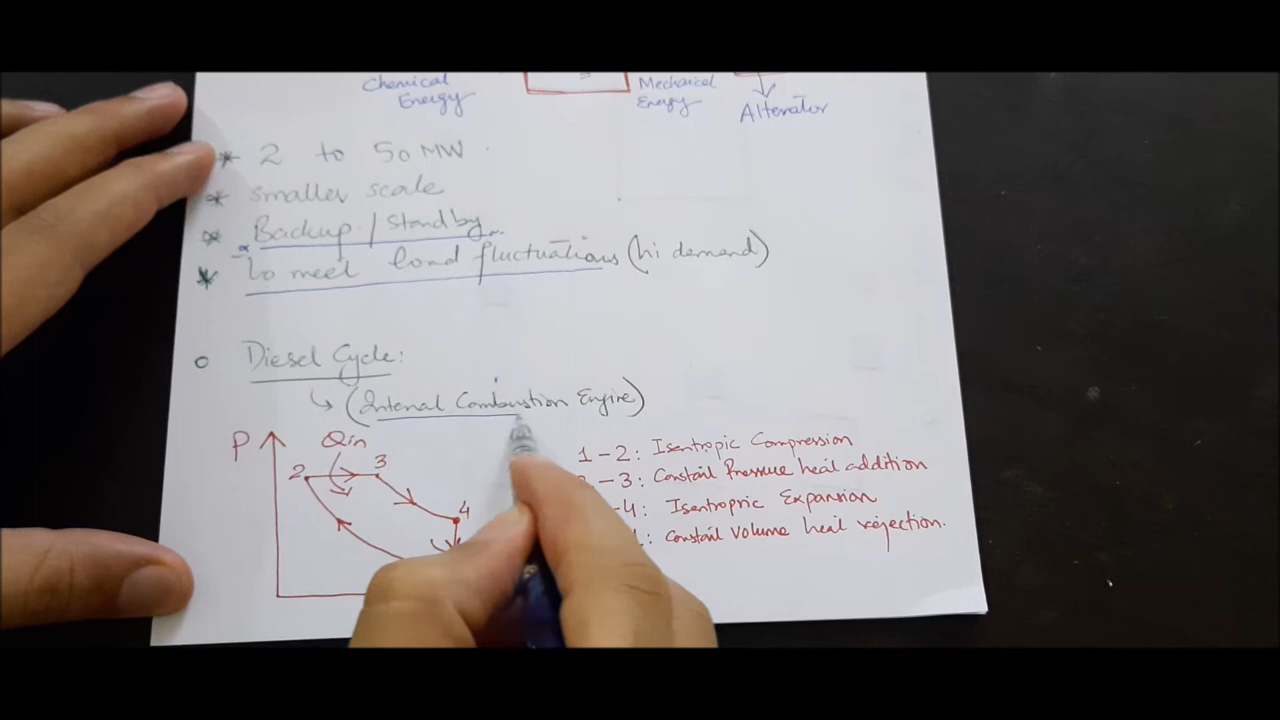 Chemical Energy
Mechanical Energy
Alternator
* 2 to 50 MW
* smaller scale
* Backup / Standby
* to meet load fluctuations (hi demand)
Diesel Cycle:
(Internal Combustion Engine)
P
Qin
2
3
4
1-2: Isentropic Compression
-3: Constant Pressure heat addition
-4: Isentropric Expansion
: Constant Volume heat rejection.